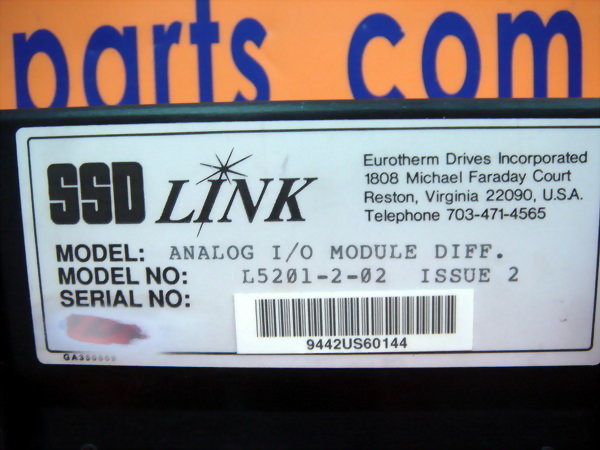 parts com
SSD LINK
Eurotherm Drives Incorporated
1808 Michael Faraday Court
Reston, Virginia 22090, U.S.A.
Telephone 703-471-4565
MODEL: ANALOG I/O MODULE DIFF.
MODEL NO: L5201-2-02 ISSUE 2
SERIAL NO:
9442US60144